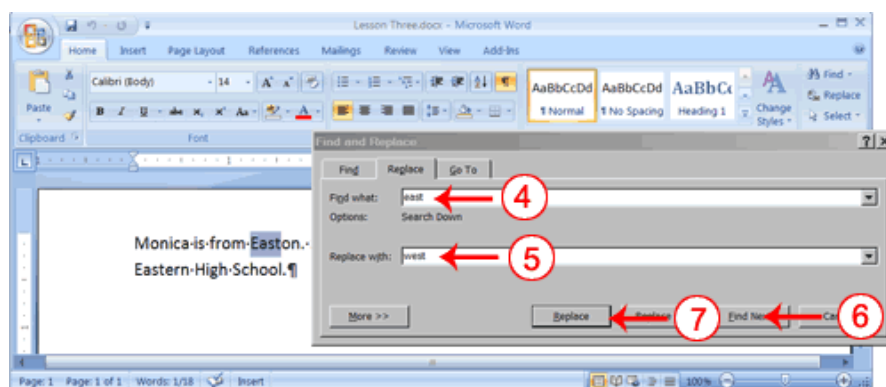 Lesson Three.docx - Microsoft Word
Home Insert Page Layout References Mailings Review View Add-Ins
Paste
Calibri (Body) 14
AaBbCcDd AaBbCcDd AaBbCc
¶ Normal ¶ No Spacing Heading 1
Change Styles
Find
Replace
Select
Clipboard Font
Find and Replace
Find Replace Go To
Find what: east
Options: Search Down
Replace with: west
More >> Replace Replace Find Ne Ca
4
5
7
6
Monica·is·from·Easton.·
Eastern·High·School.¶
Page: 1 Page: 1 of 1 Words: 1/18 Insert 100%